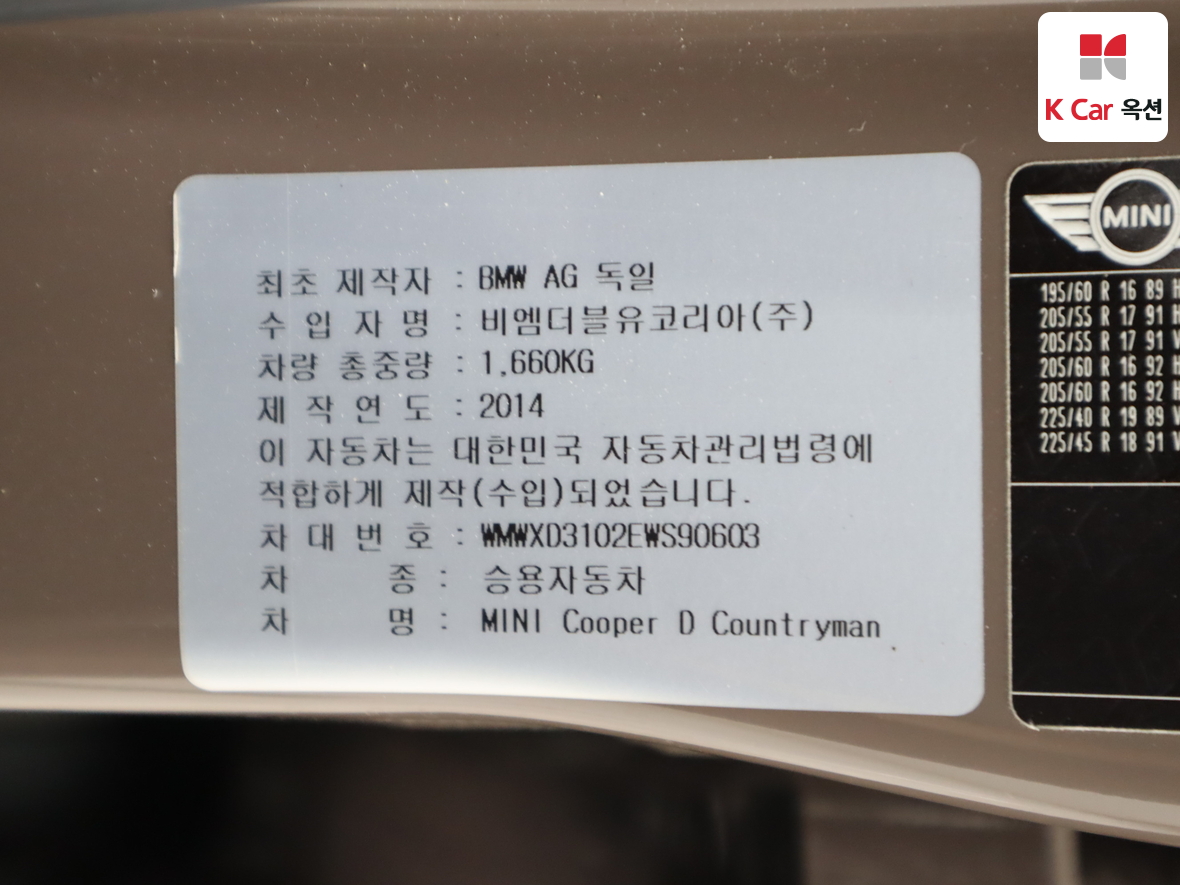 K Car 옥션
최초 제작자 : BMW AG 독일
수 입 자 명 : 비엠더블유코리아(주)
차량 총중량 : 1,660KG
제 작 연 도 : 2014
이 자동차는 대한민국 자동차관리법령에
적합하게 제작(수입)되었습니다.
차 대 번 호 : WMWXD3102EWS90603
차 종 : 승용자동차
차 명 : MINI Cooper D Countryman
MINI
195/60 R 16 89 H
205/55 R 17 91 H
205/55 R 17 91 V
205/60 R 16 92 H
205/60 R 16 92 H
225/40 R 19 89 V
225/45 R 18 91 V